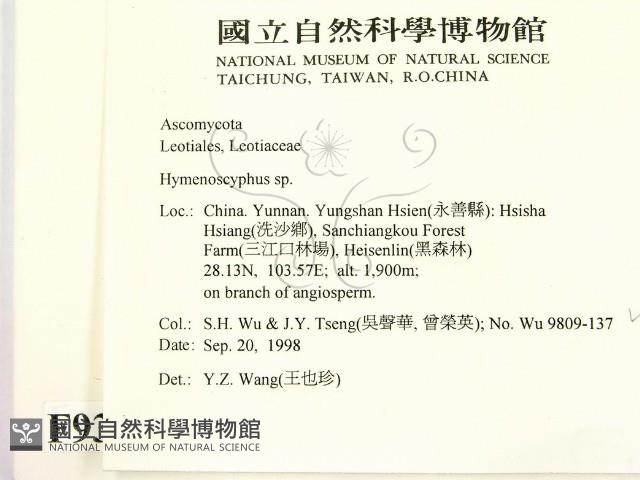 國立自然科學博物館
NATIONAL MUSEUM OF NATURAL SCIENCE
TAICHUNG, TAIWAN, R.O.CHINA
Ascomycota
Leotiales, Leotiaceae
Hymenoscyphus sp.
Loc.: China. Yunnan. Yungshan Hsien(永善縣): Hsisha
Hsiang(洗沙鄉), Sanchiangkou Forest
Farm(三江口林場), Heisenlin(黑森林)
28.13N, 103.57E; alt. 1,900m;
on branch of angiosperm.
Col.: S.H. Wu & J.Y. Tseng(吳聲華, 曾榮英); No. Wu 9809-137
Date: Sep. 20, 1998
Det.: Y.Z. Wang(王也珍)
國立自然科學博物館
NATIONAL MUSEUM OF NATURAL SCIENCE